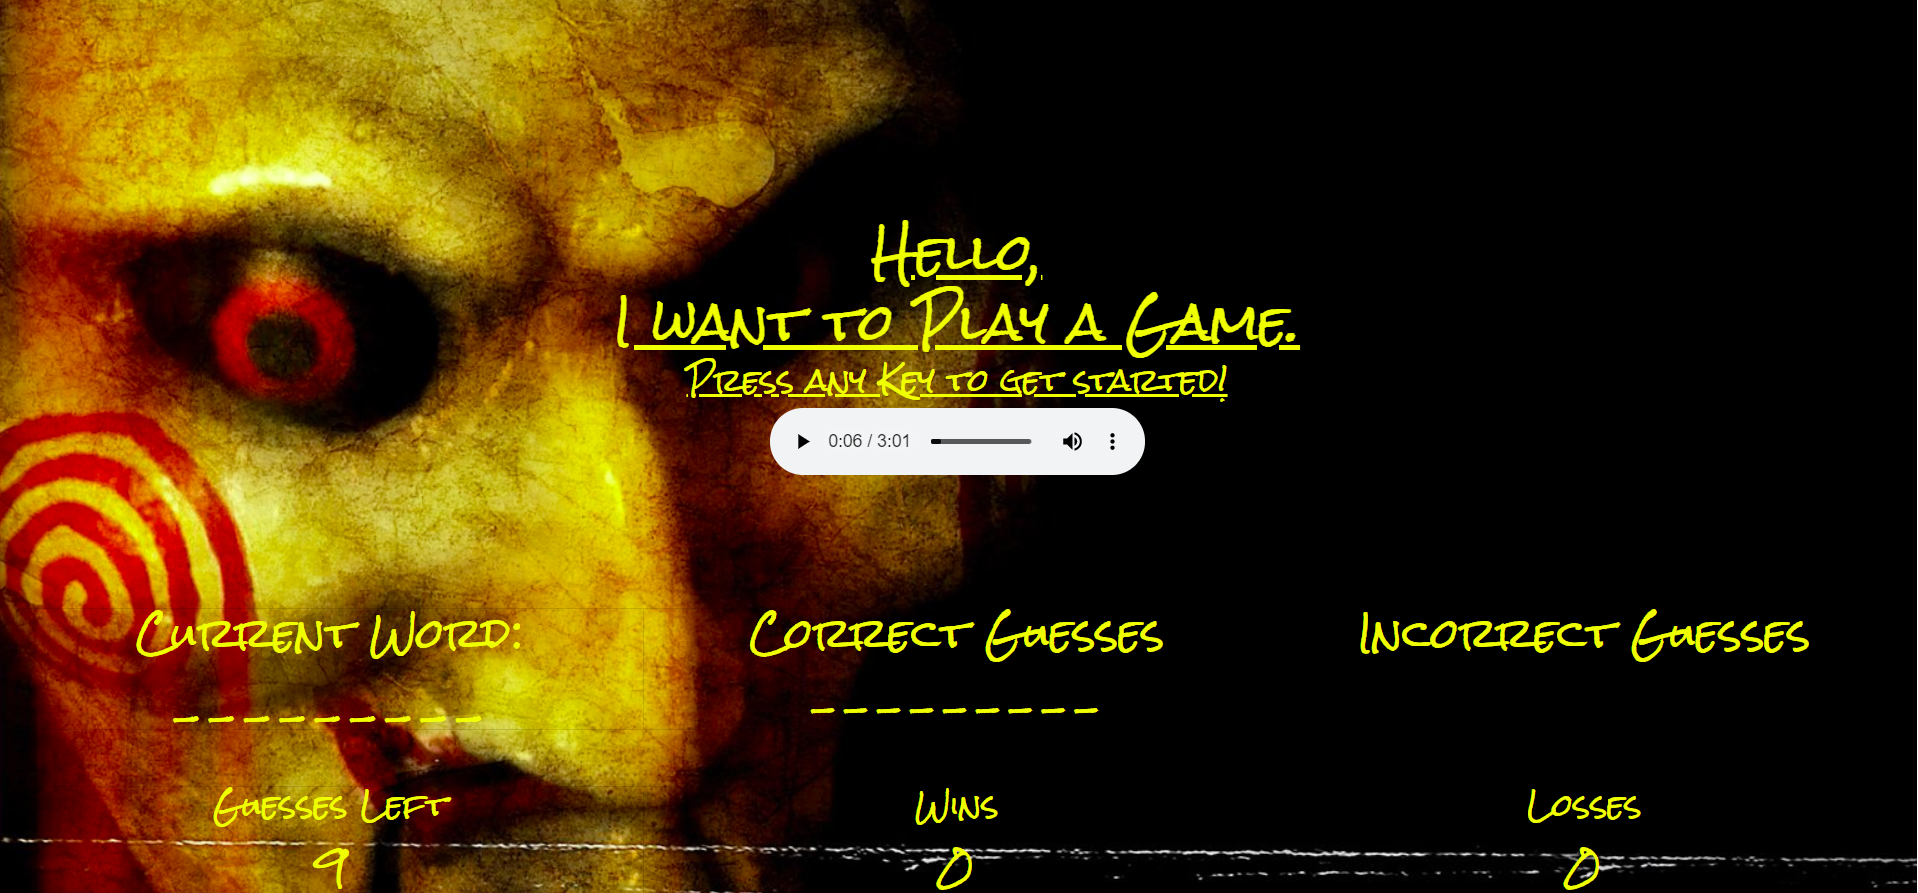 Hello,
I want to Play a Game.
Press any Key to get started!
0:06 / 3:01
Current Word:
Correct Guesses
Incorrect Guesses
_ _ _ _ _ _ _ _ _
_ _ _ _ _ _ _ _ _
Guesses Left
Wins
Losses
9
0
0